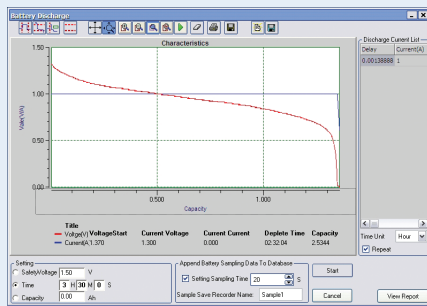 Battery Discharge
Characteristics
Discharge Current List
Delay Current(A)
0.00138888 1
1.50
1.00
0.50
0.00
Vale(V/A)
0.500 1.000
Capacity
Title
Voltge(V) VoltageStart Current Voltage Current Current Deplete Time Capacity
Current(A 1.370 1.300 0.000 02:32:04 2.5344
Time Unit Hour
Repeat
Setting
SafetyVoltage 1.50 V
Time 3 H 30 M 0 S
Capacity 0.00 Ah
Append Battery Sampling Data To Database
Setting Sampling Time 20 S
Sample Save Recorder Name: Sample1
Start
Cancel
View Report